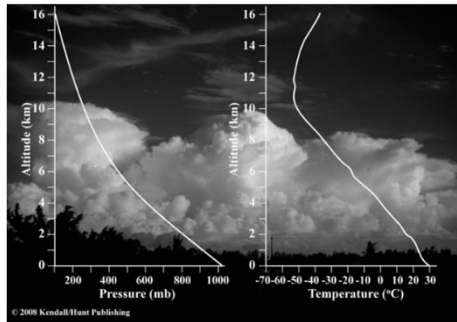 16
14
12
10
8
6
4
2
0
Altitude (km)
200 400 600 800 1000
Pressure (mb)
16
14
12
10
8
6
4
2
0
Altitude (km)
-70 -60 -50 -40 -30 -20 -10 0 10 20 30
Temperature (°C)
© 2008 Kendall/Hunt Publishing